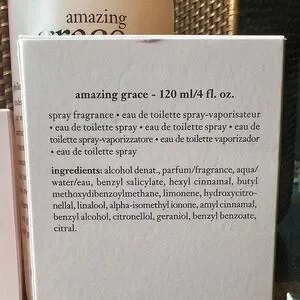 amazing
grace
amazing grace - 120 ml/4 fl. oz.
spray fragrance • eau de toilette spray-vaporisateur
• eau de toilette spray • eau de toilette spray • eau de
toilette spray-vaporizzatore • eau de toilette vaporizador
• eau de toilette spray
ingredients: alcohol denat., parfum/fragrance, aqua/
water/eau, benzyl salicylate, hexyl cinnamal, butyl
methoxydibenzoylmethane, limonene, hydroxycitro-
nellal, linalool, alpha-isomethyl ionone, amyl cinnamal,
benzyl alcohol, citronellol, geraniol, benzyl benzoate,
citral.